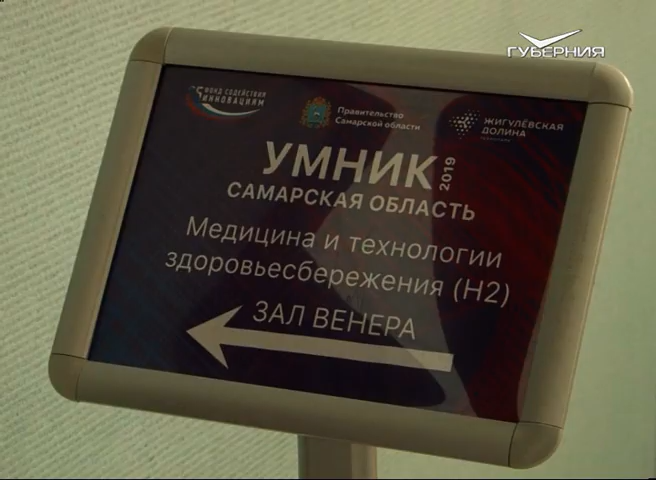 ГУБЕРНИЯ
25 ФОНД СОДЕЙСТВИЯ
ИННОВАЦИЯМ
Правительство
Самарской области
ЖИГУЛЁВСКАЯ
ДОЛИНА
УМНИК 2019
САМАРСКАЯ ОБЛАСТЬ
Медицина и технологии
здоровьесбережения (Н2)
ЗАЛ ВЕНЕРА